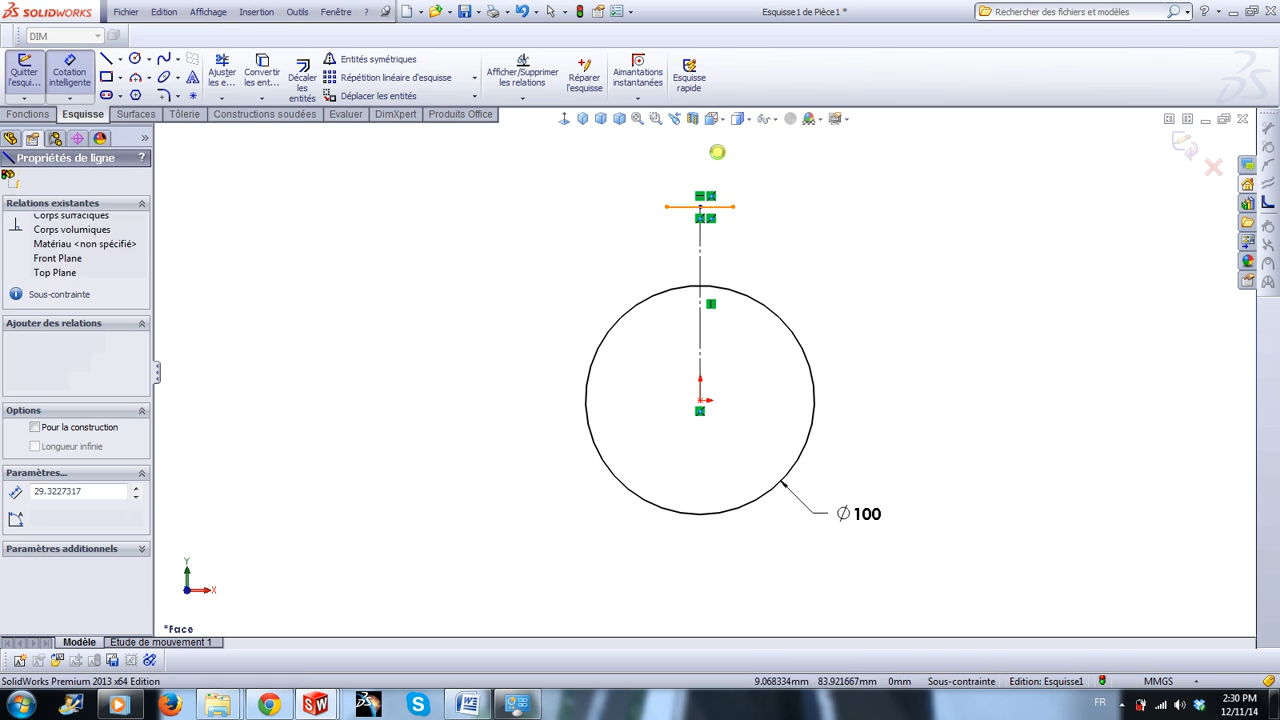 SOLIDWORKS
Fichier
Edition
Affichage
Insertion
Outils
Fenêtre
?
Esquisse1 de Pièce1 *
Rechercher des fichiers et modèles
DIM
Quitter l'esqui...
Cotation intelligente
Ajuster les e...
Convertir les ent...
Décaler les entités
Entités symétriques
Répétition linéaire d'esquisse
Déplacer les entités
Afficher/Supprimer les relations
Réparer l'esquisse
Aimantations instantanées
Esquisse rapide
Fonctions
Esquisse
Surfaces
Tôlerie
Constructions soudées
Evaluer
DimXpert
Produits Office
Propriétés de ligne
?
Relations existantes
Corps surfaciques
Corps volumiques
Matériau <non spécifié>
Front Plane
Top Plane
Sous-contrainte
Ajouter des relations
Options
Pour la construction
Longueur infinie
Paramètres...
29.3227317
Paramètres additionnels
Ø 100
Y
X
*Face
Modèle
Etude de mouvement 1
SolidWorks Premium 2013 x64 Edition
9.068334mm
83.921667mm
0mm
Sous-contrainte
Edition: Esquisse1
MMGS
FR
2:30 PM
12/11/14